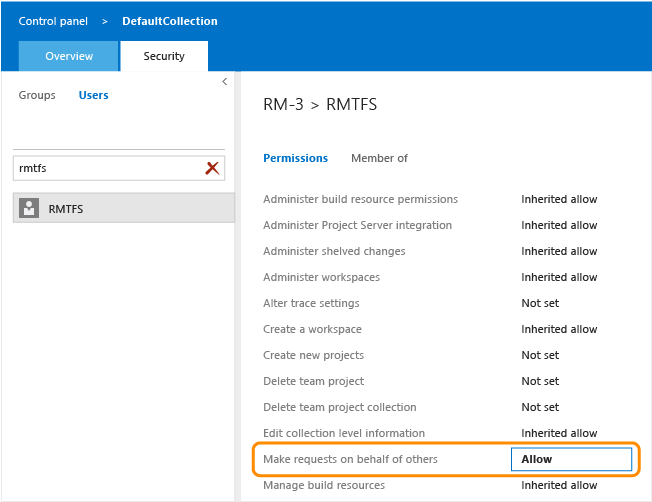 Control panel > DefaultCollection
Overview Security
<
Groups Users
RM-3 > RMTFS
Permissions Member of
rmtfs
RMTFS
Administer build resource permissions Inherited allow
Administer Project Server integration Inherited allow
Administer shelved changes Inherited allow
Administer workspaces Inherited allow
Alter trace settings Not set
Create a workspace Inherited allow
Create new projects Not set
Delete team project Not set
Delete team project collection Not set
Edit collection level information Inherited allow
Make requests on behalf of others Allow
Manage build resources Inherited allow